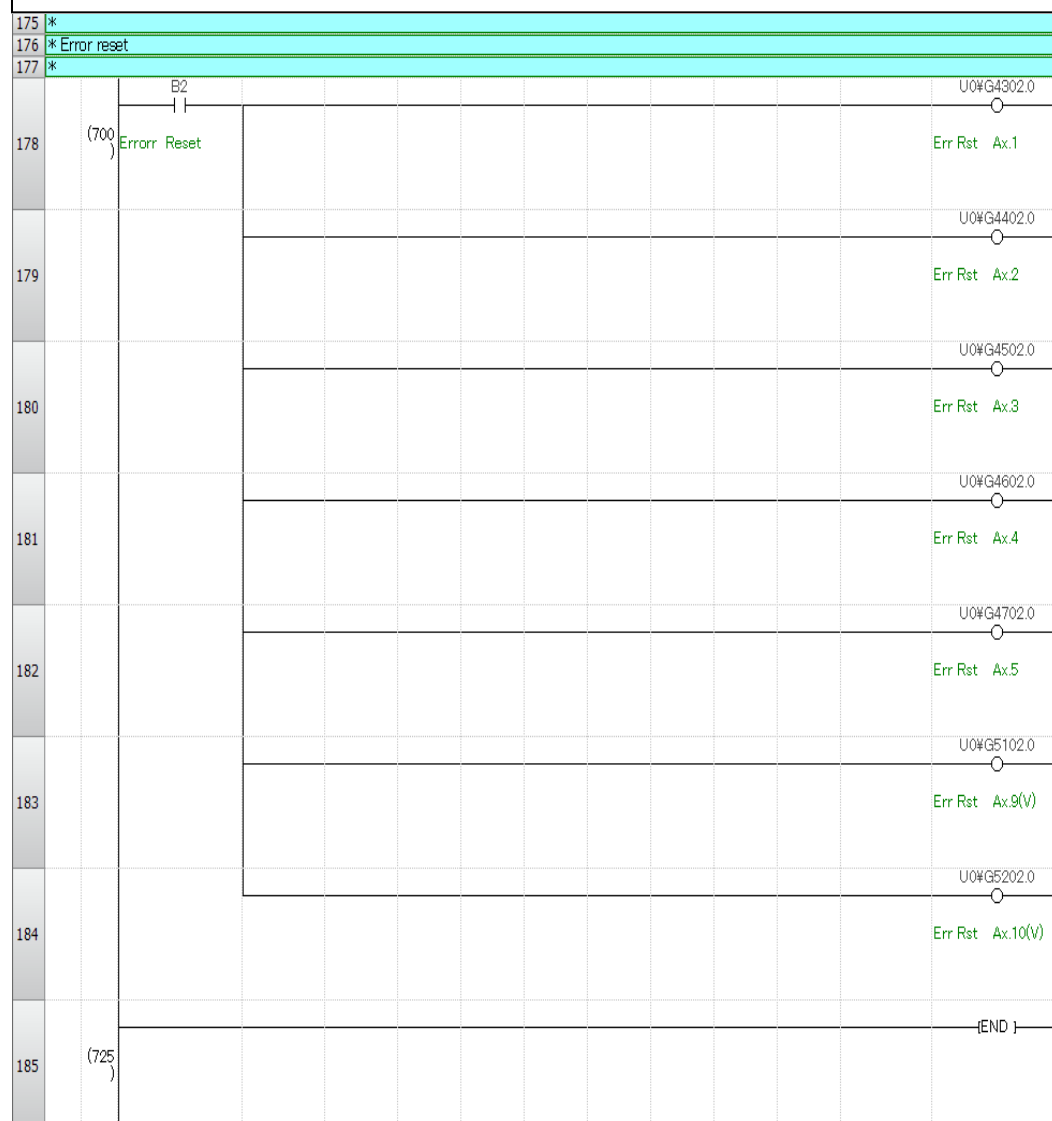 175 *
176 * Error reset
177 *
B2 U0¥G4302.0
178 (700) Errorr Reset Err Rst Ax.1
U0¥G4402.0
179 Err Rst Ax.2
U0¥G4502.0
180 Err Rst Ax.3
U0¥G4602.0
181 Err Rst Ax.4
U0¥G4702.0
182 Err Rst Ax.5
U0¥G5102.0
183 Err Rst Ax.9(V)
U0¥G5202.0
184 Err Rst Ax.10(V)
[END]
185 (725)